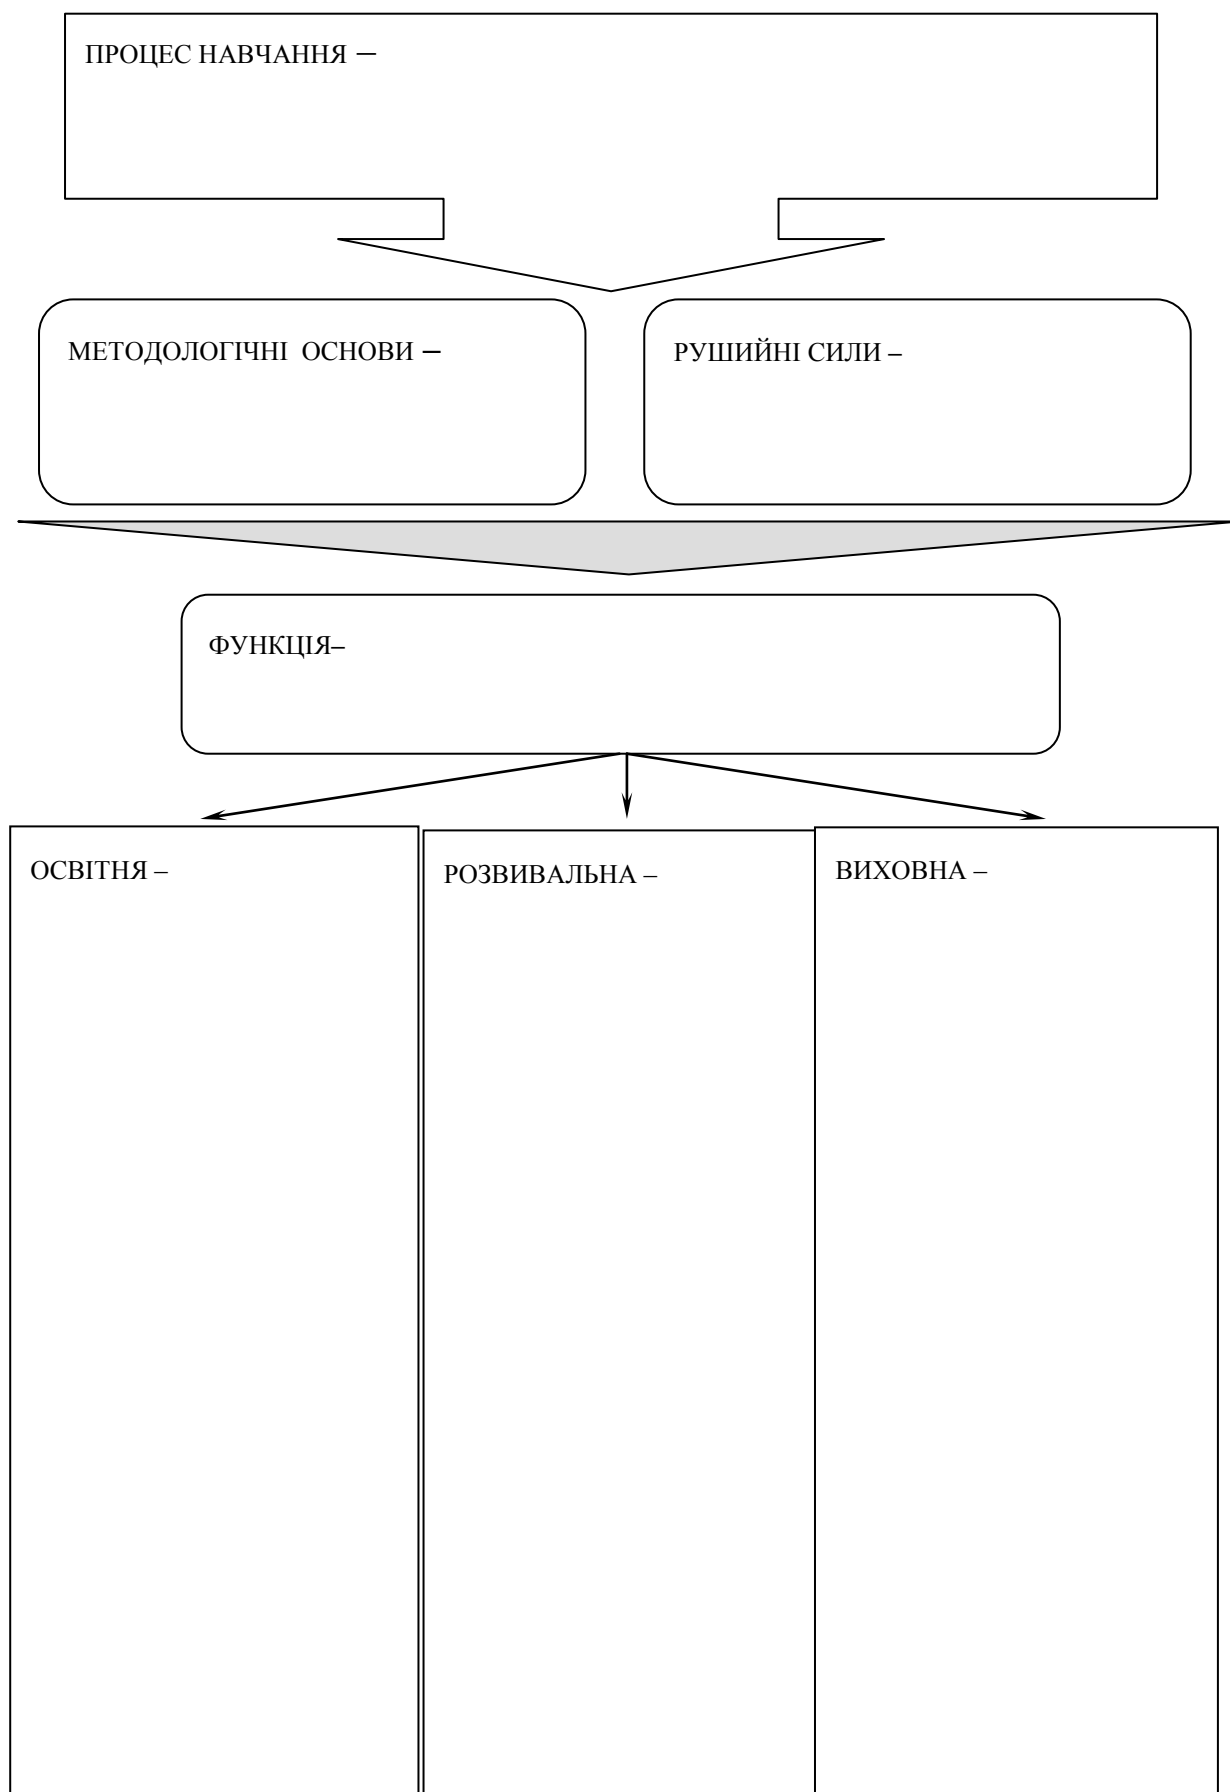 ПРОЦЕС НАВЧАННЯ –
МЕТОДОЛОГІЧНІ ОСНОВИ –
РУШИЙНІ СИЛИ –
ФУНКЦІЯ–
ОСВІТНЯ –
РОЗВИВАЛЬНА –
ВИХОВНА –